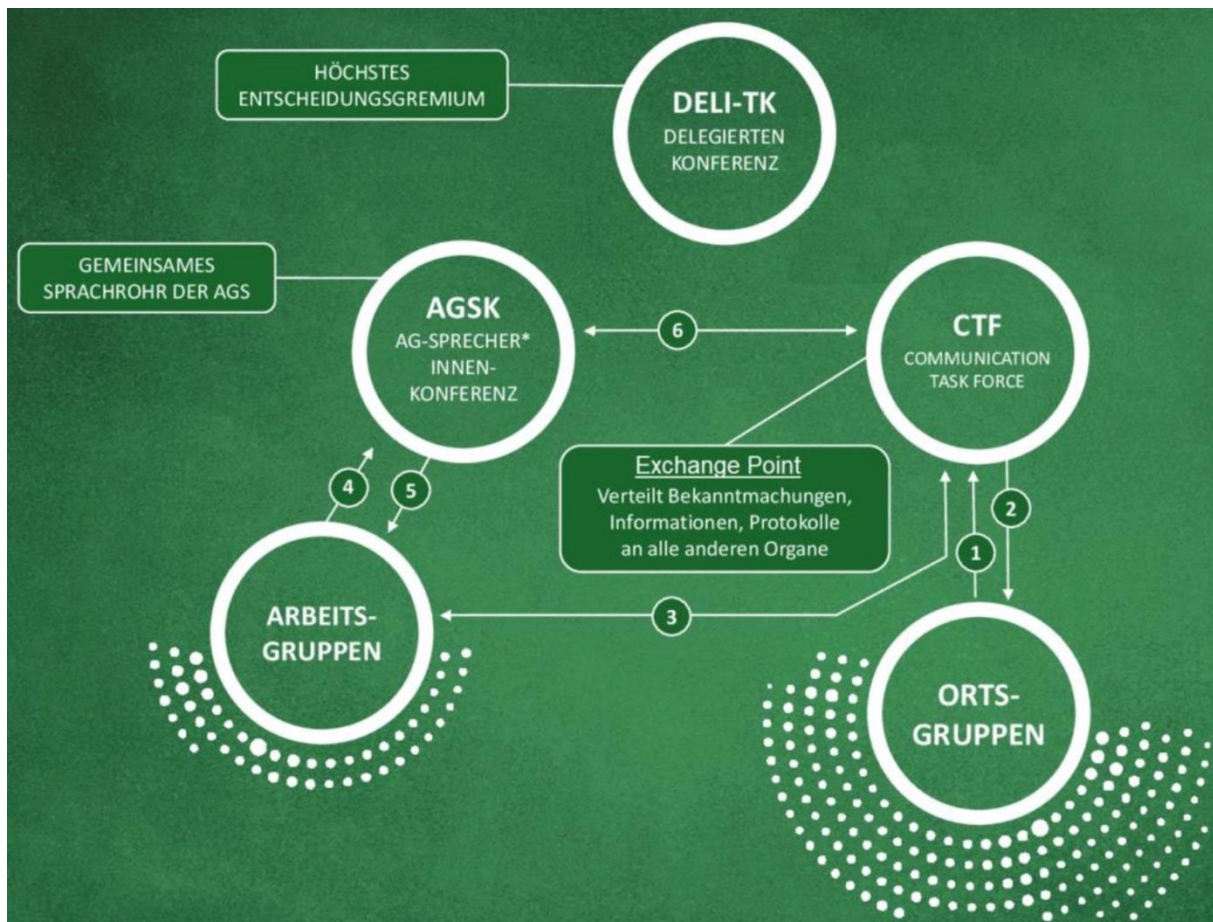 HÖCHSTES
ENTSCHEIDUNGSGREMIUM
DELI-TK
DELEGIERTEN
KONFERENZ
GEMEINSAMES
SPRACHROHR DER AGS
AGSK
AG-SPRECHER*
INNEN-
KONFERENZ
6
CTF
COMMUNICATION
TASK FORCE
Exchange Point
Verteilt Bekanntmachungen,
Informationen, Protokolle
an alle anderen Organe
4
5
2
1
3
ARBEITS-
GRUPPEN
ORTS-
GRUPPEN